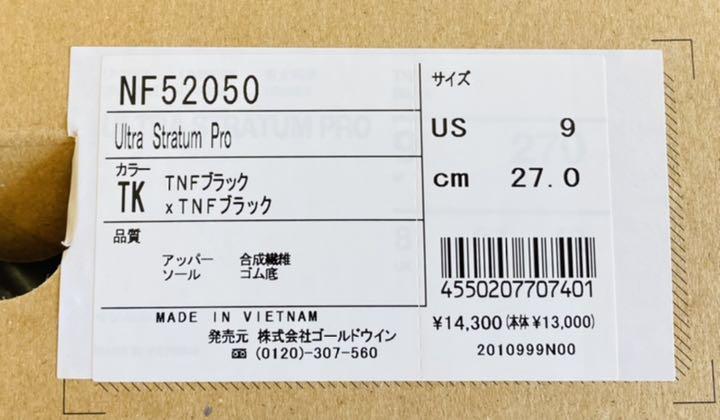 NF52050
Ultra Stratum Pro
カラー
TK
TNFブラック
xTNFブラック
品質
アッパー 合成繊維
ソール ゴム底
MADE IN VIETNAM
発売元 株式会社ゴールドウイン
(0120)-307-560
サイズ
US 9
cm 27.0
4550207707401
¥14,300(本体¥13,000)
2010999N00